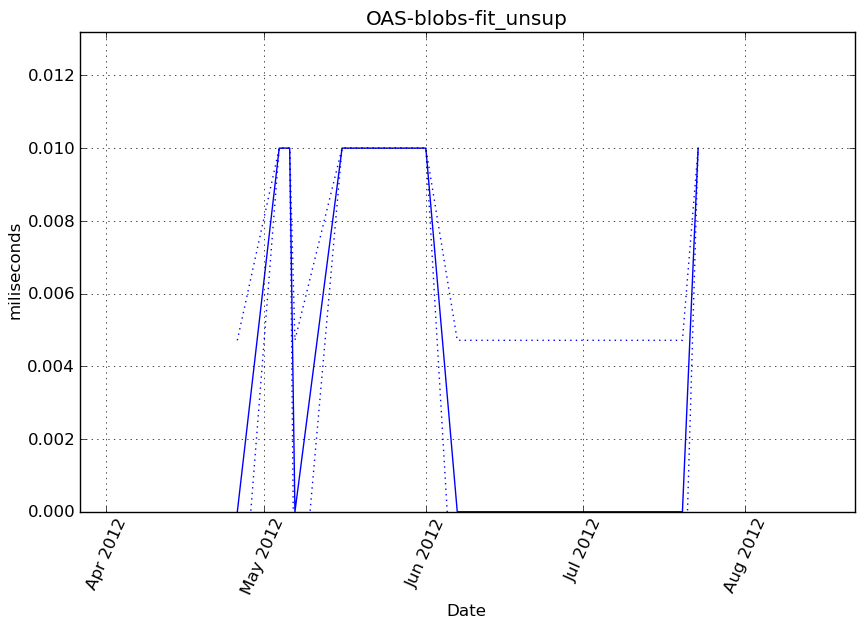 OAS-blobs-fit_unsup
0.012
0.010
0.008
0.006
0.004
0.002
0.000
miliseconds
Apr 2012
May 2012
Jun 2012
Jul 2012
Aug 2012
Date